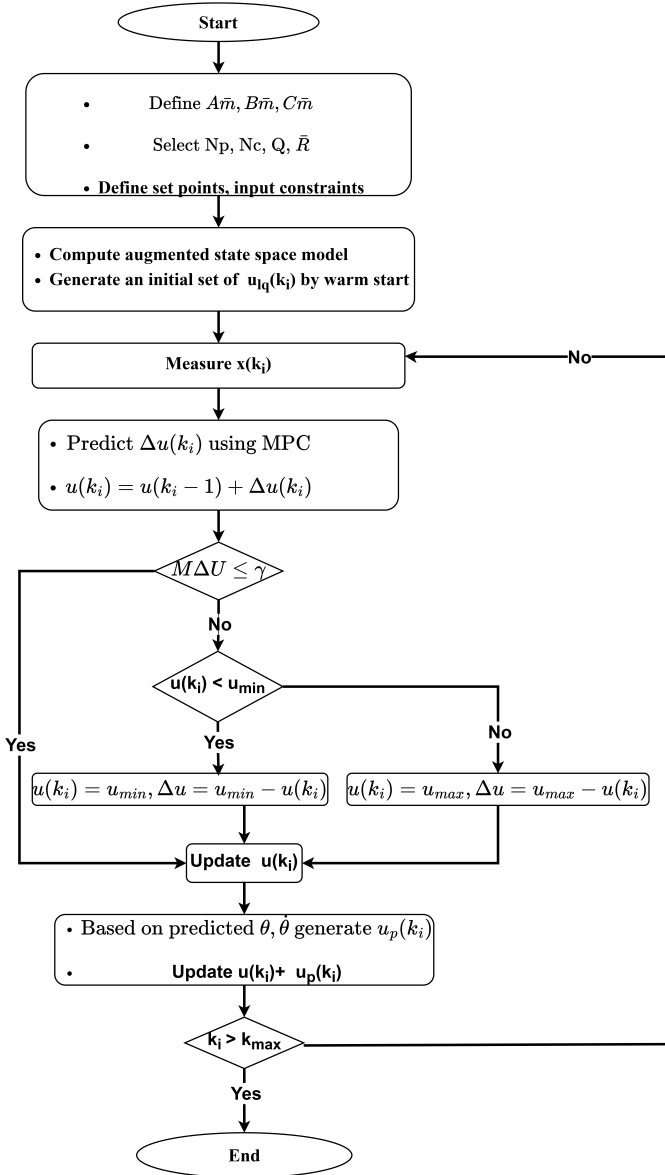 Start
• Define Am̄, Bm̄, Cm̄
• Select Np, Nc, Q, R̄
• Define set points, input constraints
• Compute augmented state space model
• Generate an initial set of u_lq(k_i) by warm start
Measure x(k_i)
No
• Predict Δu(k_i) using MPC
• u(k_i) = u(k_i − 1) + Δu(k_i)
MΔU ≤ γ
No
u(k_i) < u_min
Yes
Yes
No
u(k_i) = u_min, Δu = u_min − u(k_i)
u(k_i) = u_max, Δu = u_max − u(k_i)
Update u(k_i)
• Based on predicted θ, θ̇ generate u_p(k_i)
• Update u(k_i)+ u_p(k_i)
k_i > k_max
Yes
End